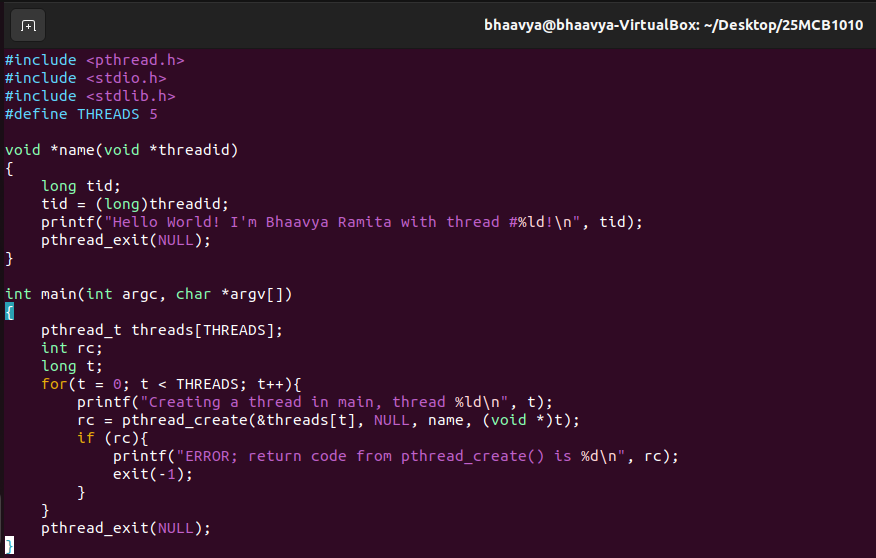 bhaavya@bhaavya-VirtualBox: ~/Desktop/25MCB1010
#include <pthread.h>
#include <stdio.h>
#include <stdlib.h>
#define THREADS 5

void *name(void *threadid)
{
    long tid;
    tid = (long)threadid;
    printf("Hello World! I'm Bhaavya Ramita with thread #%ld!\n", tid);
    pthread_exit(NULL);
}

int main(int argc, char *argv[])
{
    pthread_t threads[THREADS];
    int rc;
    long t;
    for(t = 0; t < THREADS; t++){
        printf("Creating a thread in main, thread %ld\n", t);
        rc = pthread_create(&threads[t], NULL, name, (void *)t);
        if (rc){
            printf("ERROR; return code from pthread_create() is %d\n", rc);
            exit(-1);
        }
    }
    pthread_exit(NULL);
}